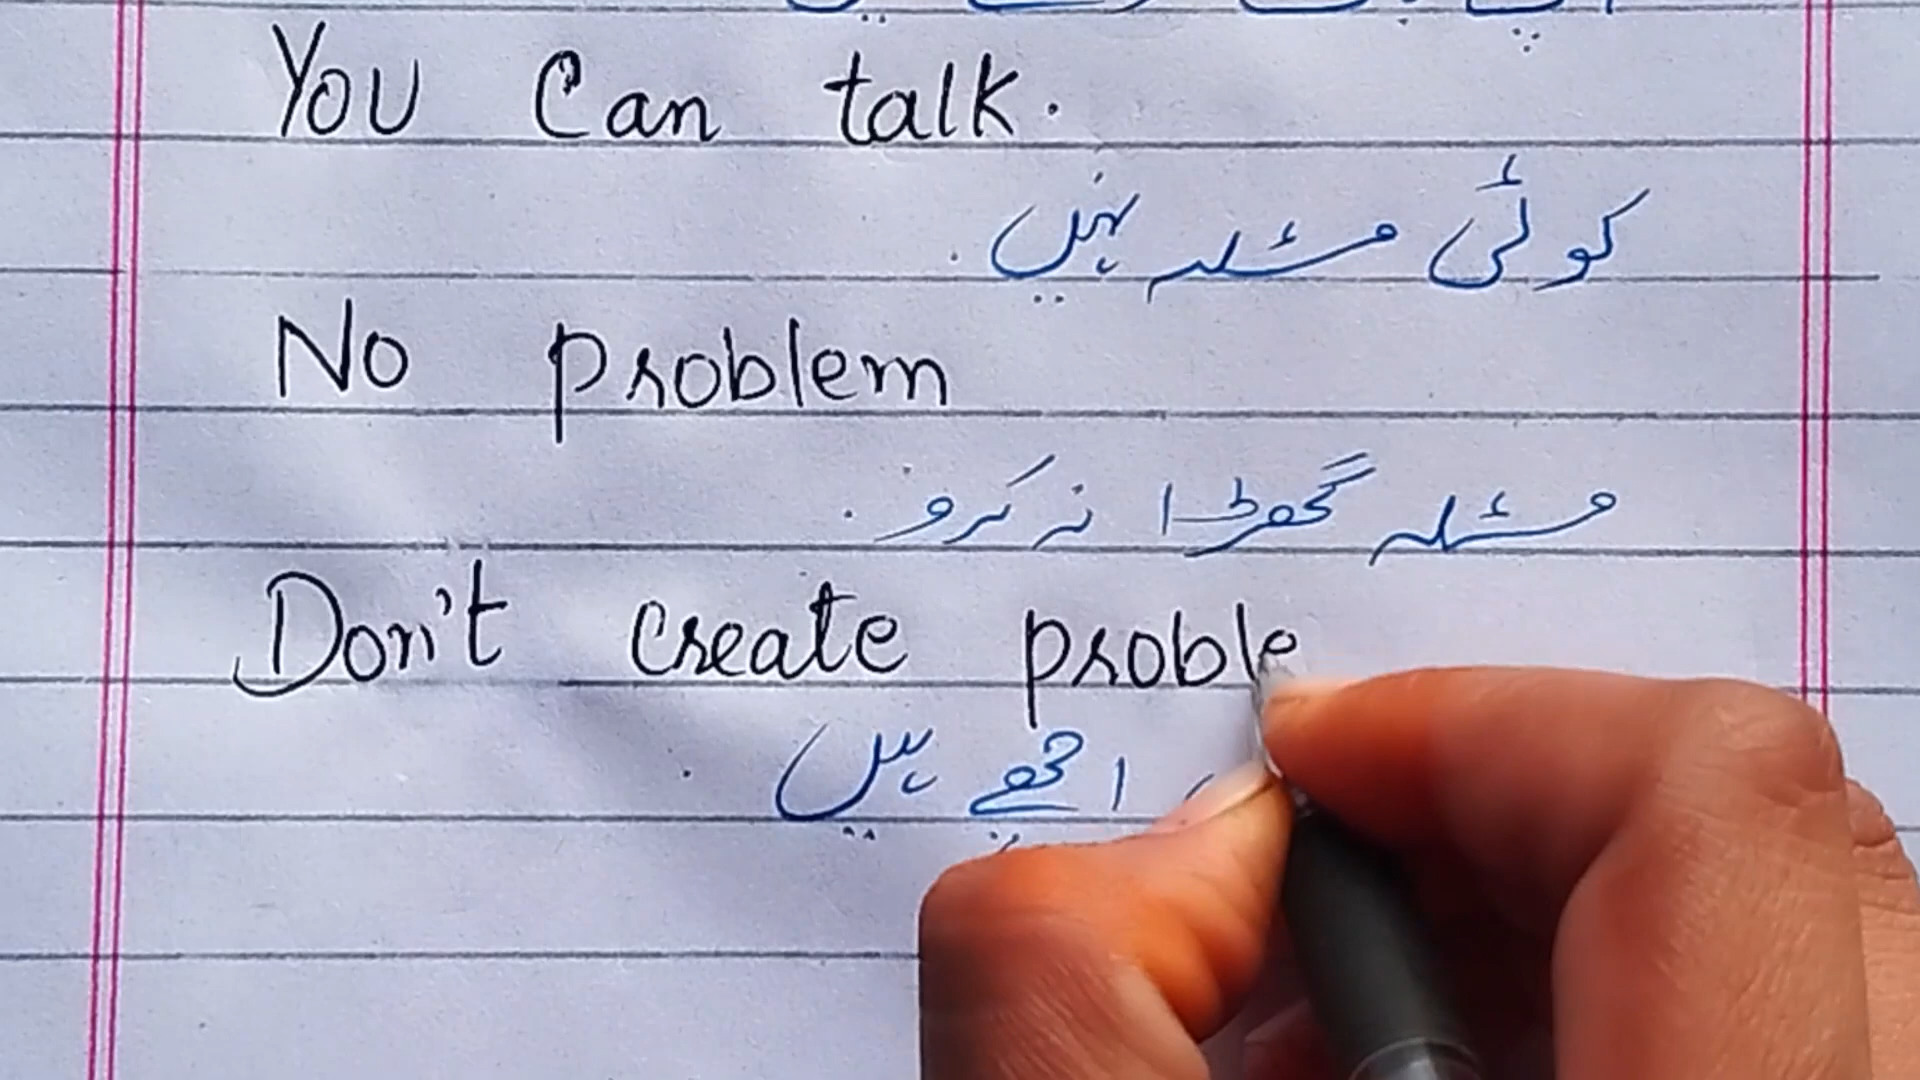 You Can talk.
کوئی مسئلہ نہیں.
No problem
مسئلہ گھڑا نہ کرو.
Don't create proble
اچھے ہیں.